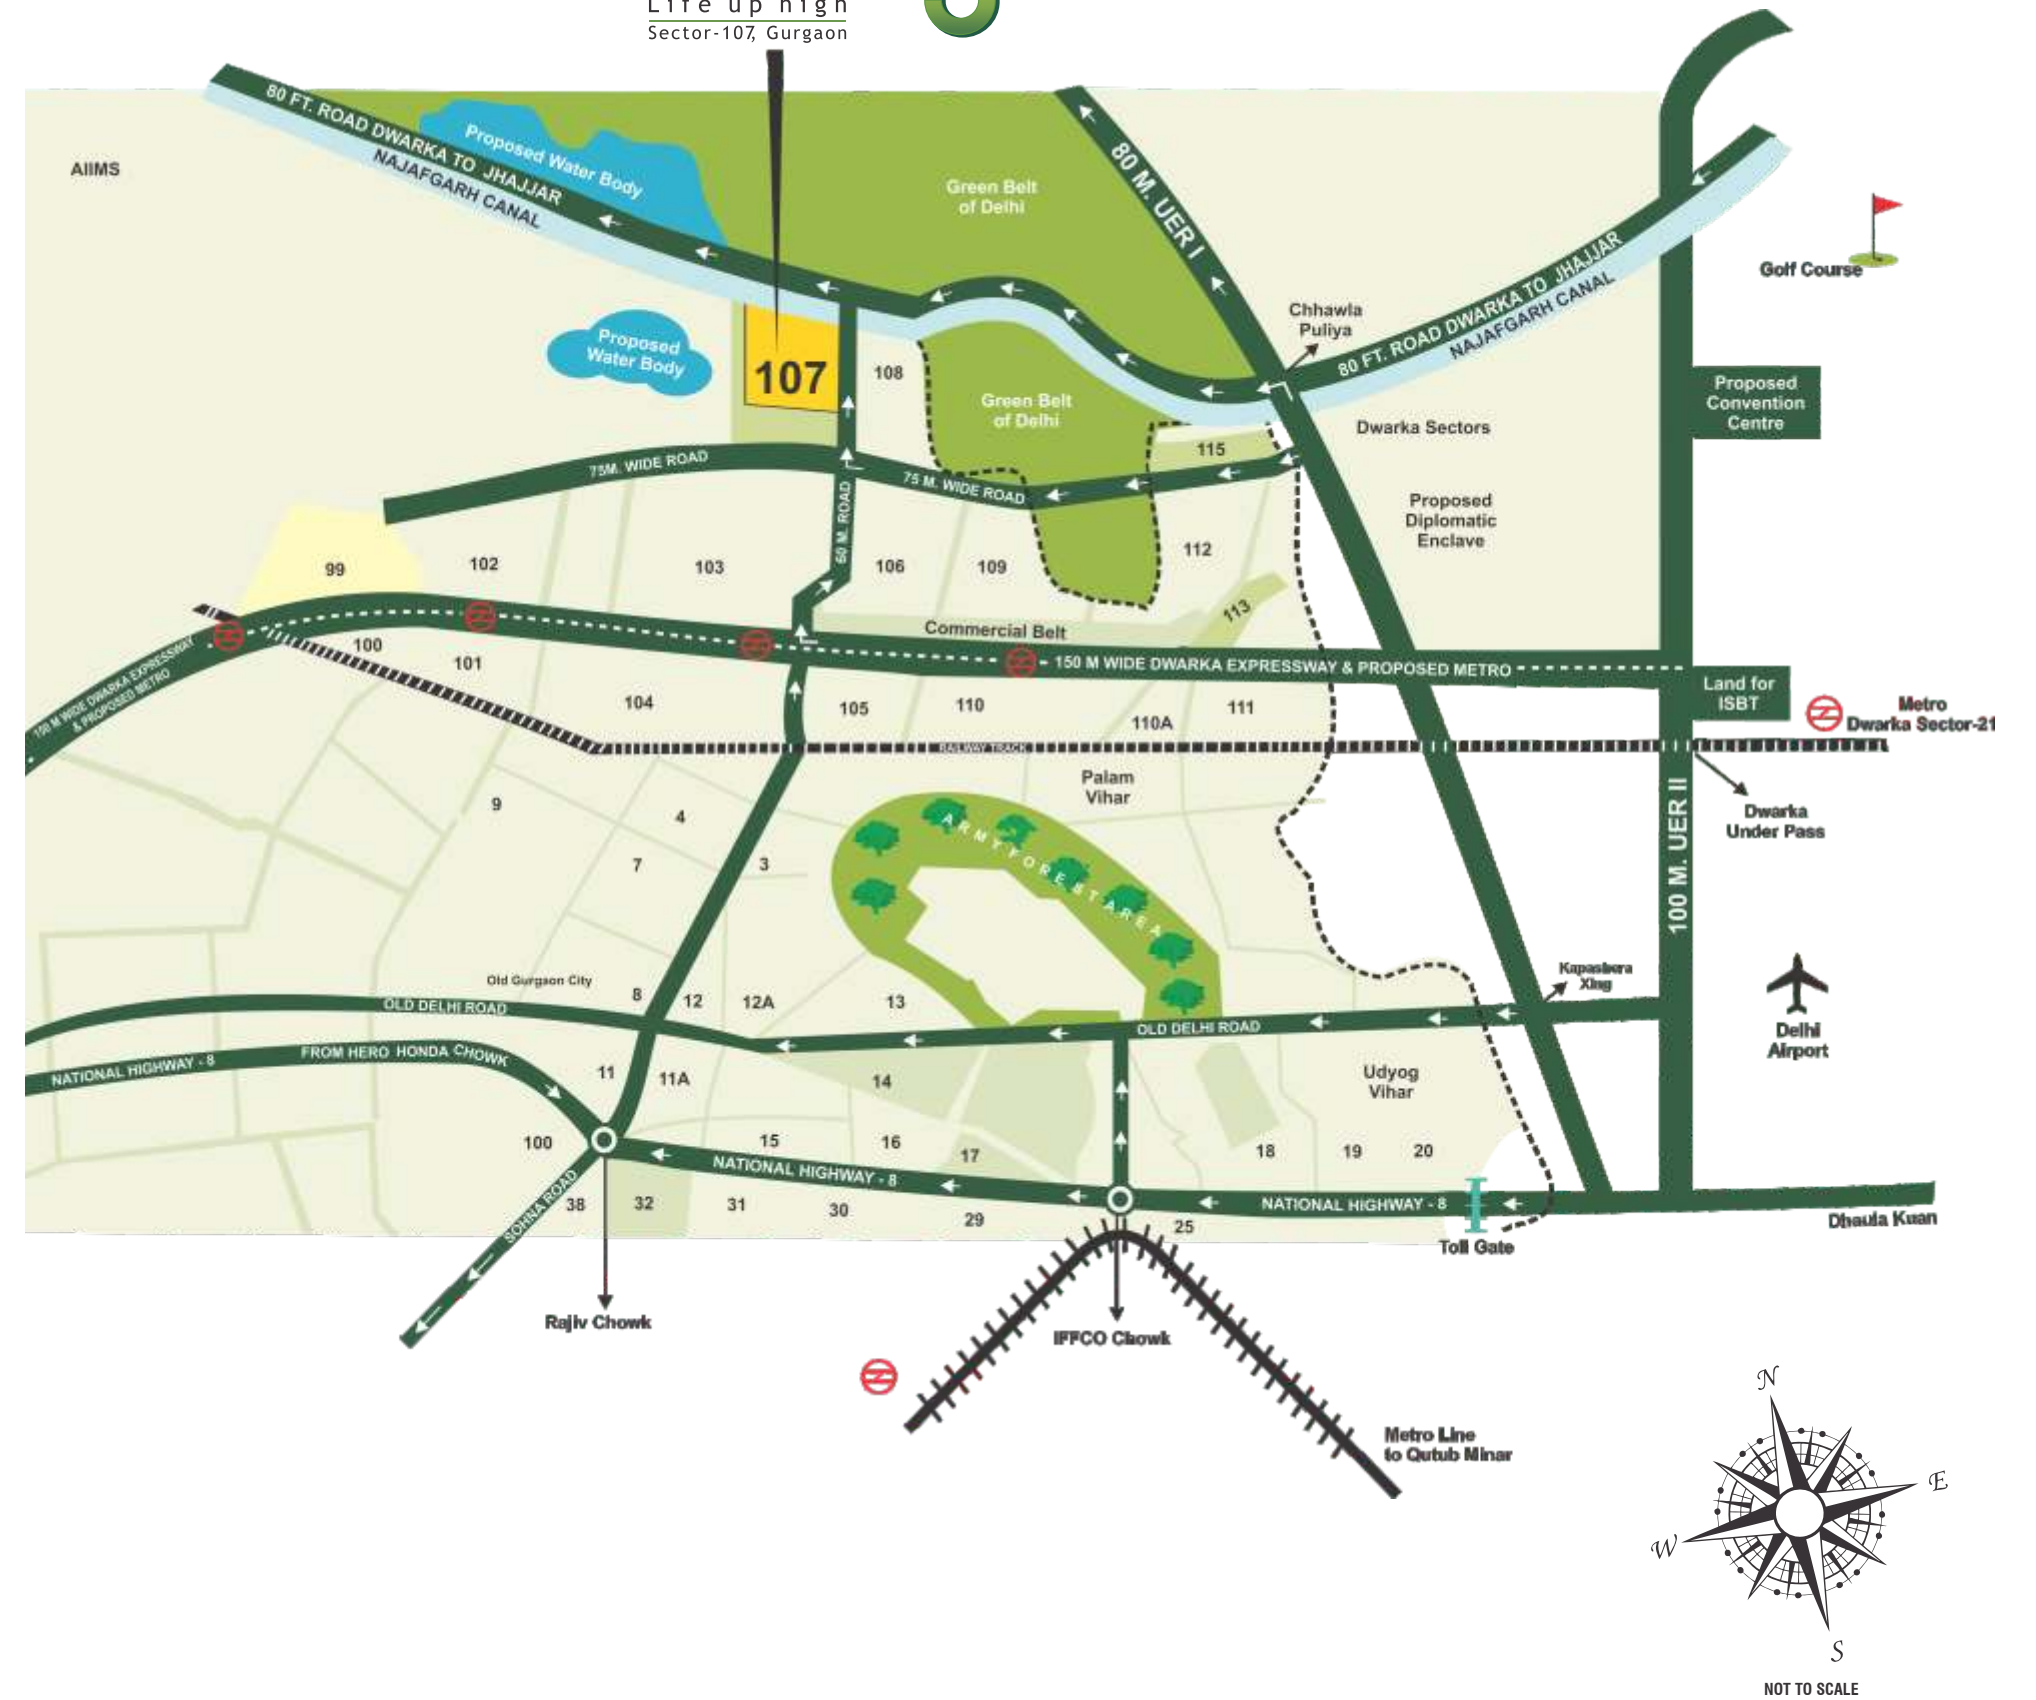 Life up high
Sector-107, Gurgaon
80 FT. ROAD DWARKA TO JHAJJAR
NAJAFGARH CANAL
Proposed Water Body
AIIMS
Green Belt
of Delhi
80 M. UER I
Golf Course
Chhawla
Puliya
80 FT. ROAD DWARKA TO JHAJJAR
NAJAFGARH CANAL
Proposed
Water Body
107
108
Green Belt
of Delhi
Proposed
Convention
Centre
Dwarka Sectors
115
75M. WIDE ROAD
75 M. WIDE ROAD
60 M. ROAD
Proposed
Diplomatic
Enclave
99
102
103
106
109
112
113
Commercial Belt
150 M WIDE DWARKA EXPRESSWAY & PROPOSED METRO
150 M WIDE DWARKA EXPRESSWAY
& PROPOSED METRO
100
101
104
105
110
110A
111
Land for
ISBT
Metro
Dwarka Sector-21
RAILWAY TRACK
Palam
Vihar
Dwarka
Under Pass
100 M. UER II
9
4
7
3
ARMY FOREST AREA
Old Gurgaon City
8
12
12A
13
Kapashera
Xing
OLD DELHI ROAD
OLD DELHI ROAD
Delhi
Airport
NATIONAL HIGHWAY - 8
FROM HERO HONDA CHOWK
11
11A
14
Udyog
Vihar
100
15
16
17
18
19
20
NATIONAL HIGHWAY - 8
NATIONAL HIGHWAY - 8
SOHNA ROAD
38
32
31
30
29
25
Toll Gate
Dhaula Kuan
Rajiv Chowk
IFFCO Chowk
Metro Line
to Qutub Minar
N
E
W
S
NOT TO SCALE